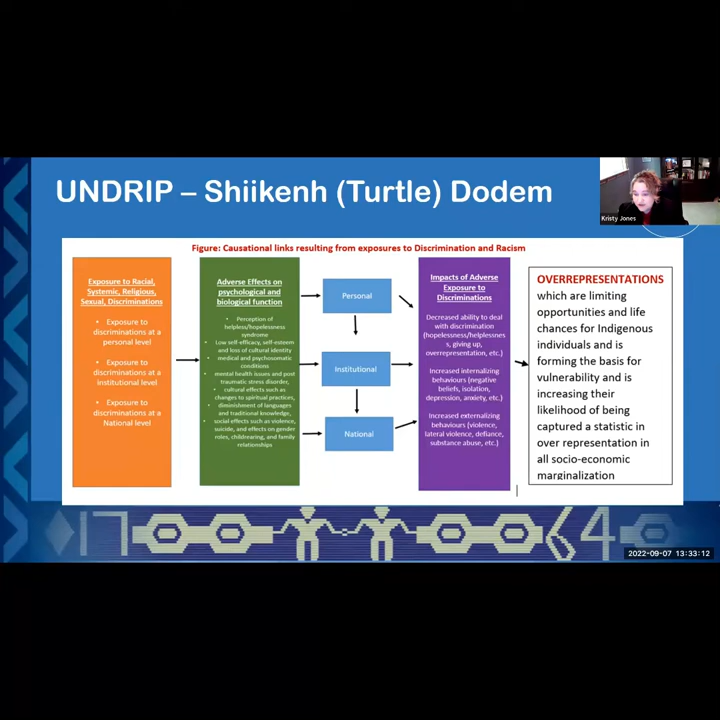 UNDRIP – Shiikenh (Turtle) Dodem
Kristy Jones
Figure: Causational links resulting from exposures to Discrimination and Racism
Exposure to Racial,
Systemic, Religious,
Sexual, Discriminations
• Exposure to
discriminations at a
personal level
• Exposure to
discriminations at a
institutional level
• Exposure to
discriminations at a
National level
Adverse Effects on
psychological and
biological function
• Perception of
helpless/hopelessness
syndrome
• Low self-efficacy, self-esteem
and loss of cultural identity
• medical and psychosomatic
conditions
• mental health issues and post
traumatic stress disorder,
• cultural effects such as
changes to spiritual practices,
• diminishment of languages
and traditional knowledge,
• social effects such as violence,
suicide, and effects on gender
roles, childrearing, and family
relationships
Personal
Institutional
National
Impacts of Adverse
Exposure to
Discriminations
Decreased ability to deal
with discrimination
(hopelessness/helplessnes
s, giving up,
overrepresentation, etc.)
Increased internalizing
behaviours (negative
beliefs, isolation,
depression, anxiety, etc.)
Increased externalizing
behaviours (violence,
lateral violence, defiance,
substance abuse, etc.)
OVERREPRESENTATIONS
which are limiting
opportunities and life
chances for Indigenous
individuals and is
forming the basis for
vulnerability and is
increasing their
likelihood of being
captured a statistic in
over representation in
all socio-economic
marginalization
2022-09-07 13:33:12